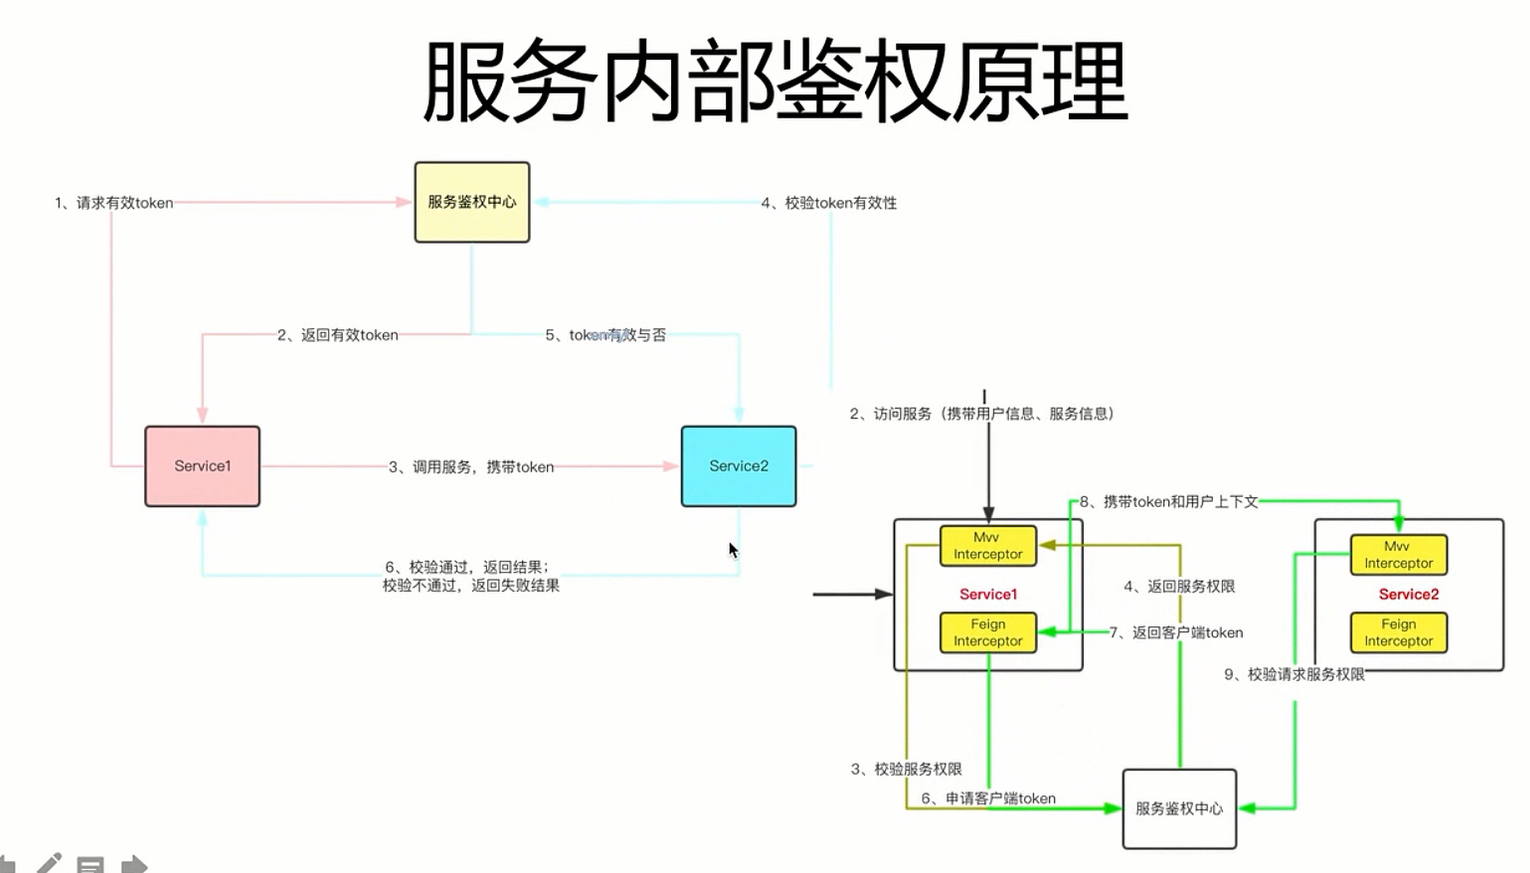 服务内部鉴权原理
1、请求有效token
服务鉴权中心
4、校验token有效性
2、返回有效token
5、token有效与否
Service1
3、调用服务，携带token
Service2
6、校验通过，返回结果；
校验不通过，返回失败结果
2、访问服务（携带用户信息、服务信息）
8、携带token和用户上下文
Mvv
Interceptor
Service1
Feign
Interceptor
4、返回服务权限
7、返回客户端token
Mvv
Interceptor
Service2
Feign
Interceptor
9、校验请求服务权限
3、校验服务权限
6、申请客户端token
服务鉴权中心